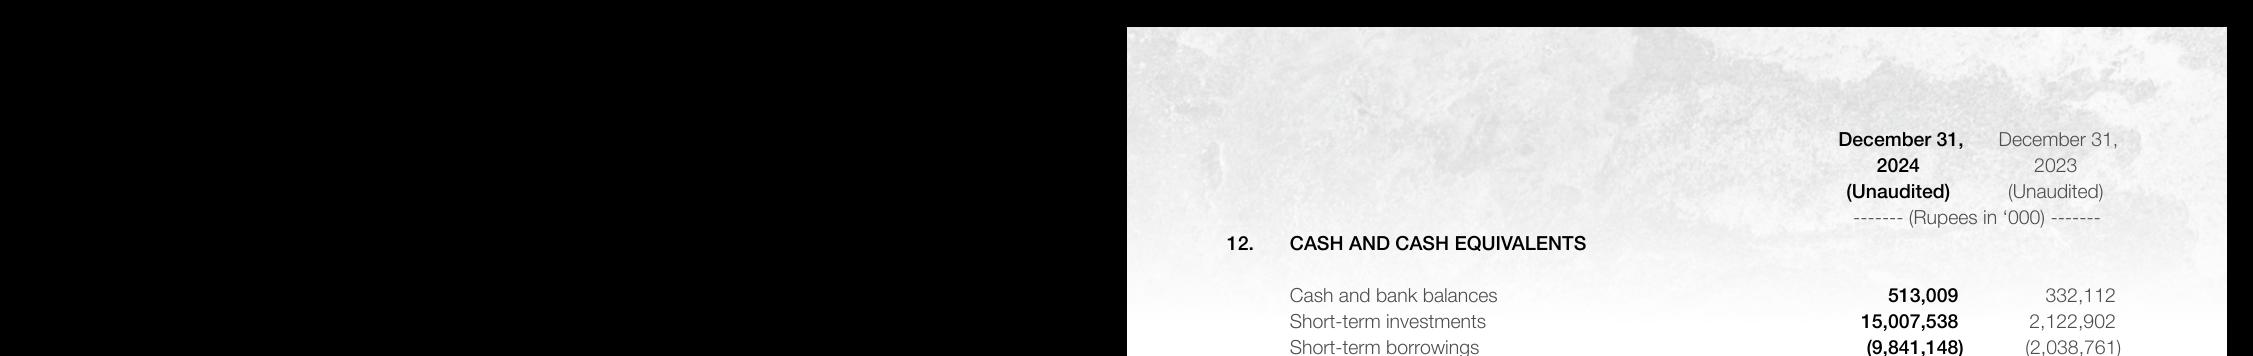 December 31, December 31,
2024 2023
(Unaudited) (Unaudited)
------- (Rupees in ‘000) -------
12. CASH AND CASH EQUIVALENTS
Cash and bank balances 513,009 332,112
Short-term investments 15,007,538 2,122,902
Short-term borrowings (9,841,148) (2,038,761)